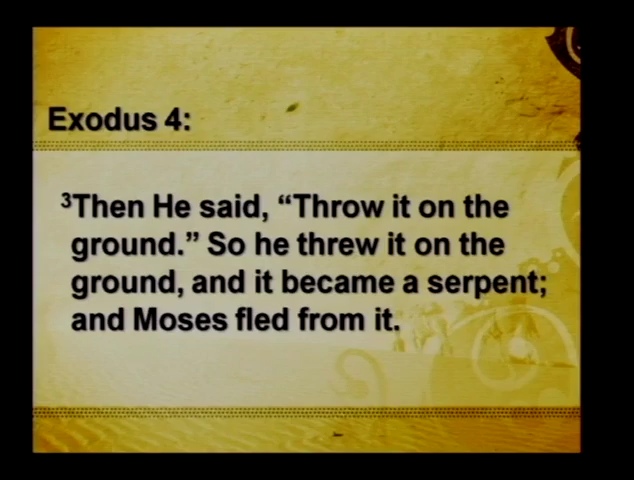 Exodus 4:
³Then He said, “Throw it on the
ground.” So he threw it on the
ground, and it became a serpent;
and Moses fled from it.